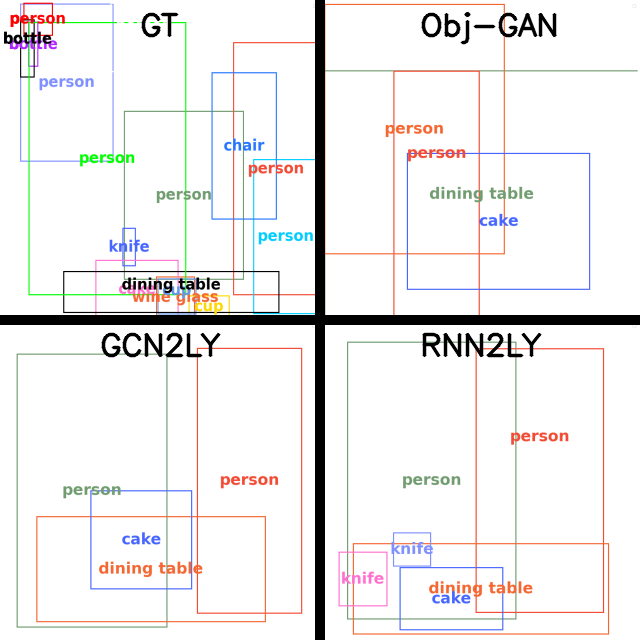 GT
person
bottle
bottle
person
person
chair
person
person
person
knife
dining table
cake cup
wine glass
cup
Obj-GAN
person
person
dining table
cake
GCN2LY
person
person
cake
dining table
RNN2LY
person
person
knife
knife
dining table
cake